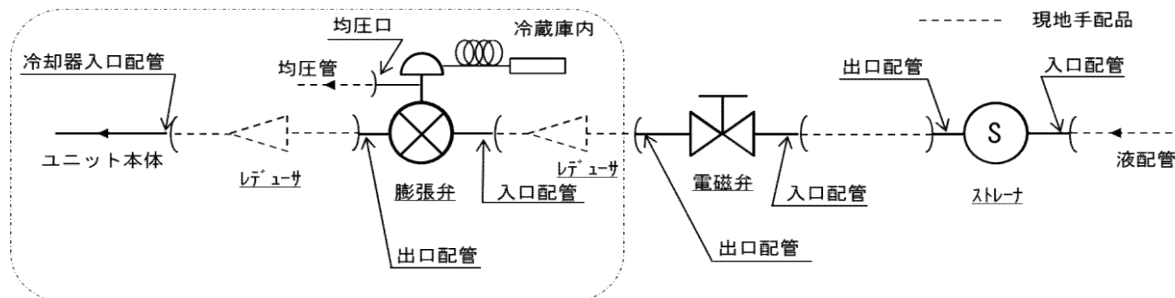 均圧口
冷蔵庫内
現地手配品
冷却器入口配管
均圧管
出口配管
入口配管
S
ユニット本体
ﾚﾃﾞｭｰｻ
膨張弁
入口配管
ﾚﾃﾞｭｰｻ
電磁弁
入口配管
ｽﾄﾚｰﾅ
液配管
出口配管
出口配管